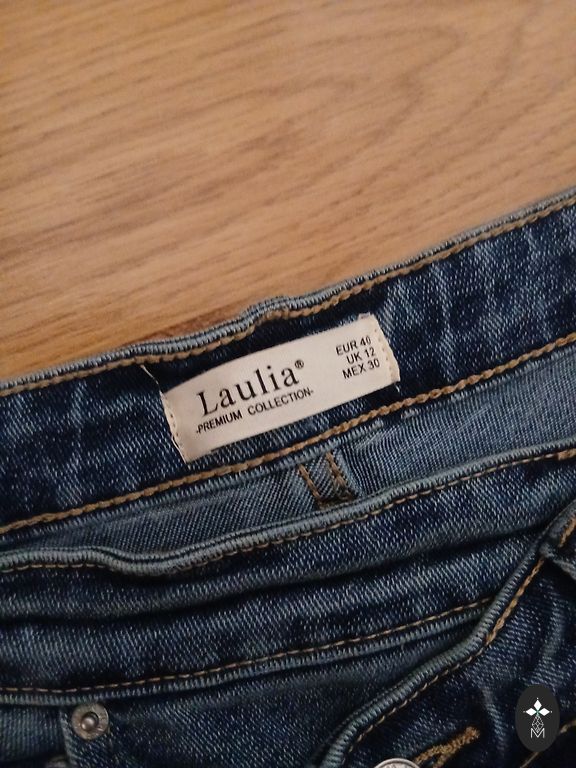 Laulia®
-PREMIUM COLLECTION-
EUR 40
UK 12
MEX 30
M